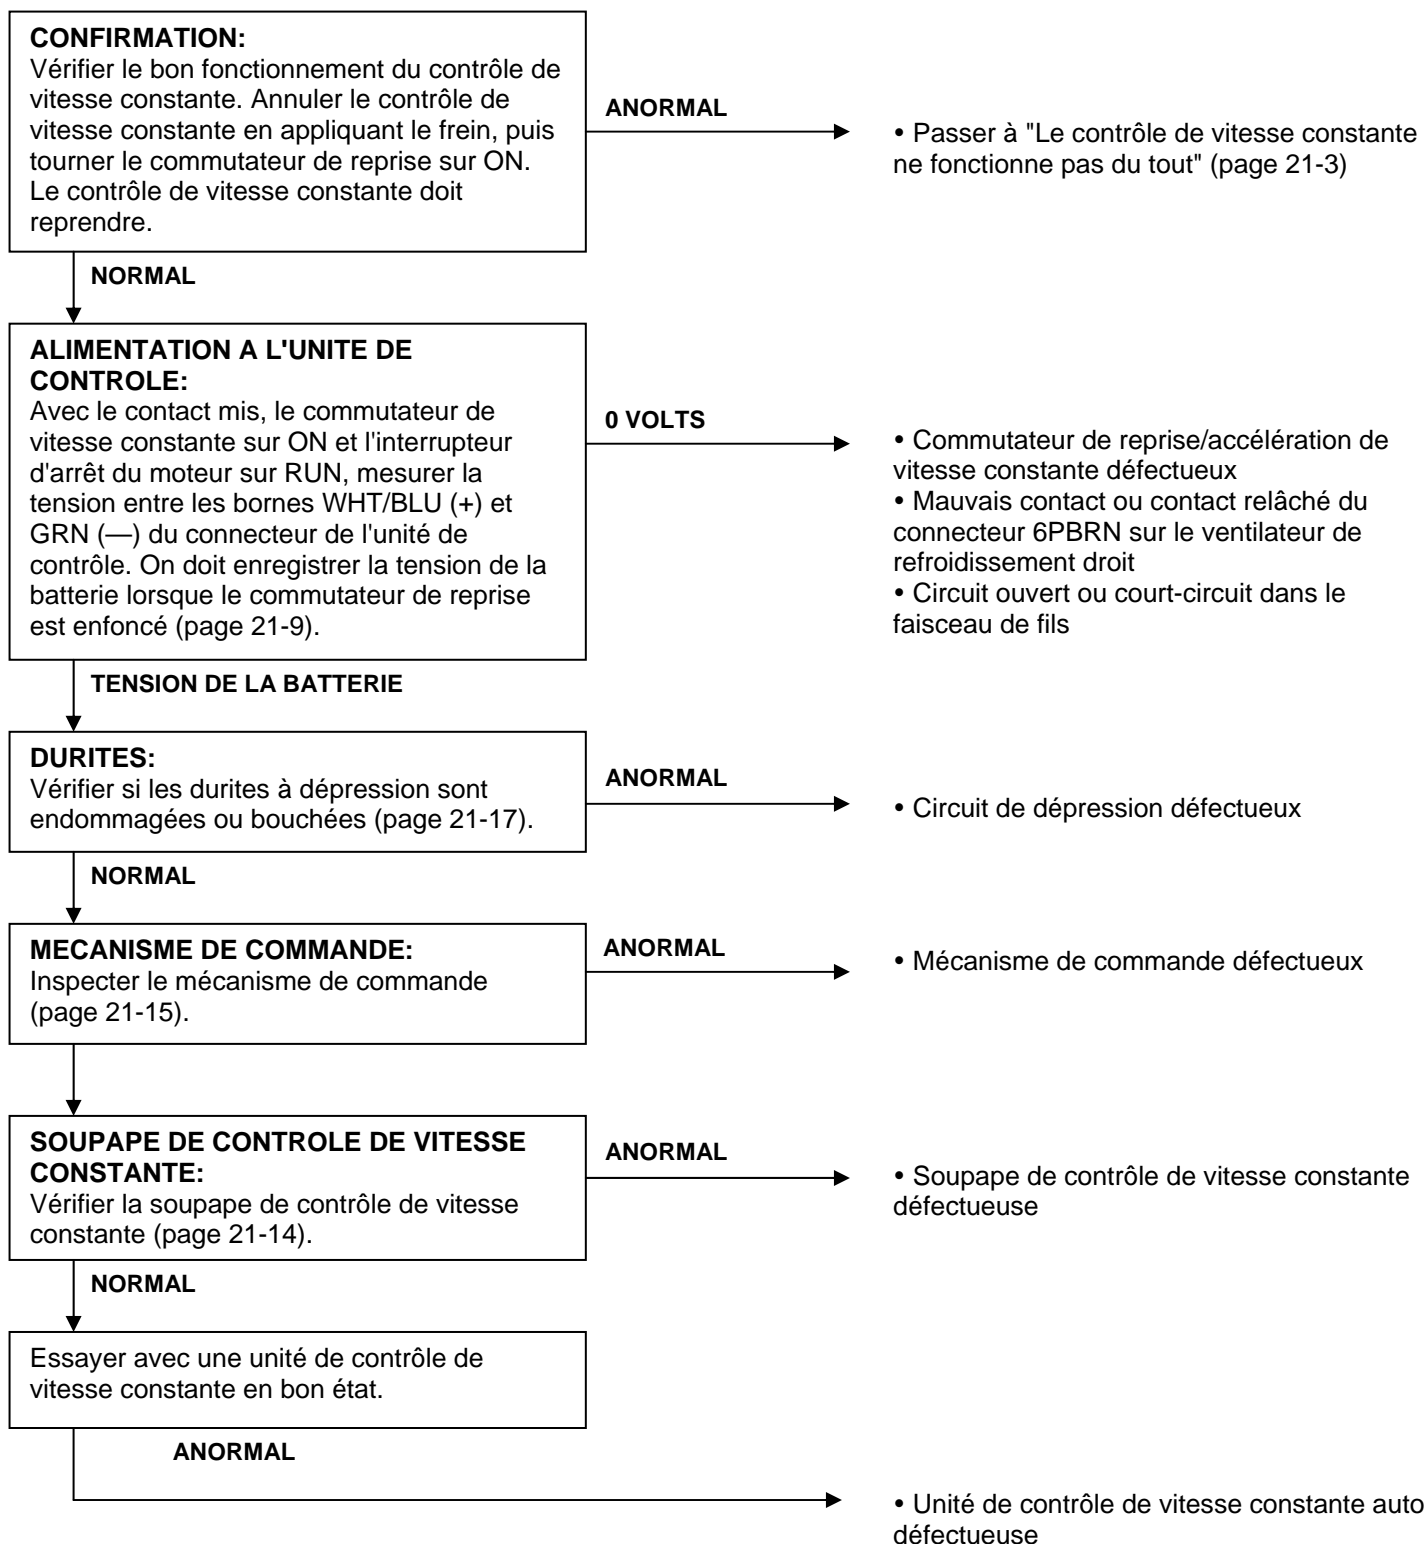 CONFIRMATION:
Vérifier le bon fonctionnement du contrôle de
vitesse constante. Annuler le contrôle de
vitesse constante en appliquant le frein, puis
tourner le commutateur de reprise sur ON.
Le contrôle de vitesse constante doit
reprendre.
ANORMAL
• Passer à "Le contrôle de vitesse constante
ne fonctionne pas du tout" (page 21-3)
NORMAL
ALIMENTATION A L'UNITE DE
CONTROLE:
Avec le contact mis, le commutateur de
vitesse constante sur ON et l'interrupteur
d'arrêt du moteur sur RUN, mesurer la
tension entre les bornes WHT/BLU (+) et
GRN (—) du connecteur de l'unité de
contrôle. On doit enregistrer la tension de la
batterie lorsque le commutateur de reprise
est enfoncé (page 21-9).
0 VOLTS
• Commutateur de reprise/accélération de
vitesse constante défectueux
• Mauvais contact ou contact relâché du
connecteur 6PBRN sur le ventilateur de
refroidissement droit
• Circuit ouvert ou court-circuit dans le
faisceau de fils
TENSION DE LA BATTERIE
DURITES:
Vérifier si les durites à dépression sont
endommagées ou bouchées (page 21-17).
ANORMAL
• Circuit de dépression défectueux
NORMAL
MECANISME DE COMMANDE:
Inspecter le mécanisme de commande
(page 21-15).
ANORMAL
• Mécanisme de commande défectueux
SOUPAPE DE CONTROLE DE VITESSE
CONSTANTE:
Vérifier la soupape de contrôle de vitesse
constante (page 21-14).
ANORMAL
• Soupape de contrôle de vitesse constante
défectueuse
NORMAL
Essayer avec une unité de contrôle de
vitesse constante en bon état.
ANORMAL
• Unité de contrôle de vitesse constante auto
défectueuse